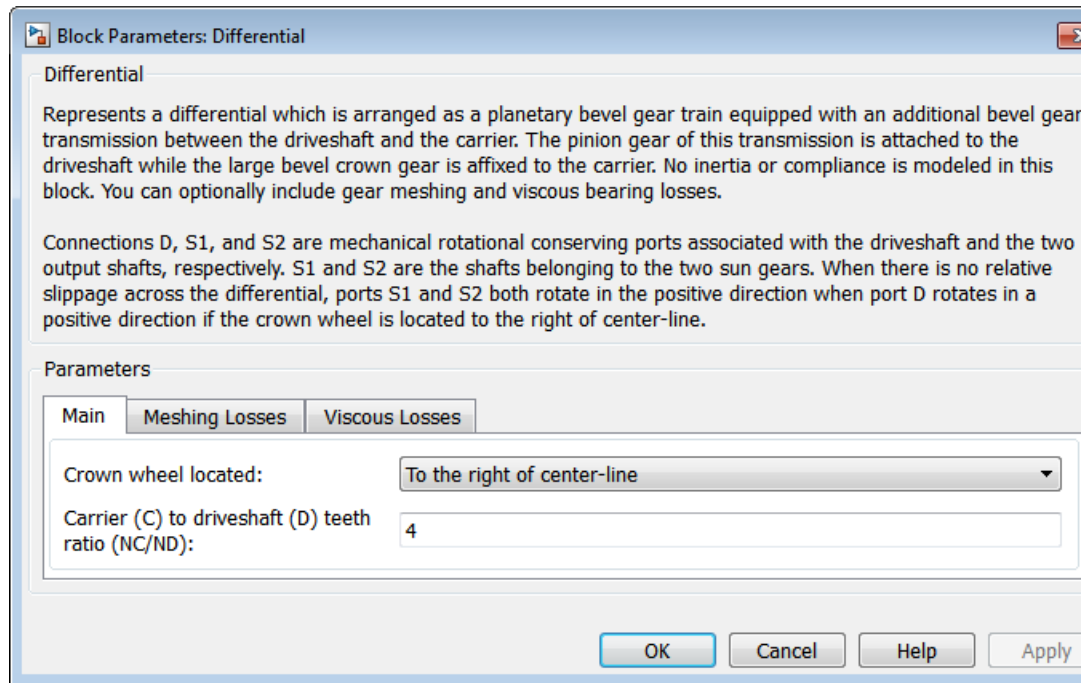 Block Parameters: Differential
Differential
Represents a differential which is arranged as a planetary bevel gear train equipped with an additional bevel gear
transmission between the driveshaft and the carrier. The pinion gear of this transmission is attached to the
driveshaft while the large bevel crown gear is affixed to the carrier. No inertia or compliance is modeled in this
block. You can optionally include gear meshing and viscous bearing losses.
Connections D, S1, and S2 are mechanical rotational conserving ports associated with the driveshaft and the two
output shafts, respectively. S1 and S2 are the shafts belonging to the two sun gears. When there is no relative
slippage across the differential, ports S1 and S2 both rotate in the positive direction when port D rotates in a
positive direction if the crown wheel is located to the right of center-line.
Parameters
Main Meshing Losses Viscous Losses
Crown wheel located: To the right of center-line
Carrier (C) to driveshaft (D) teeth
ratio (NC/ND): 4
OK Cancel Help Apply